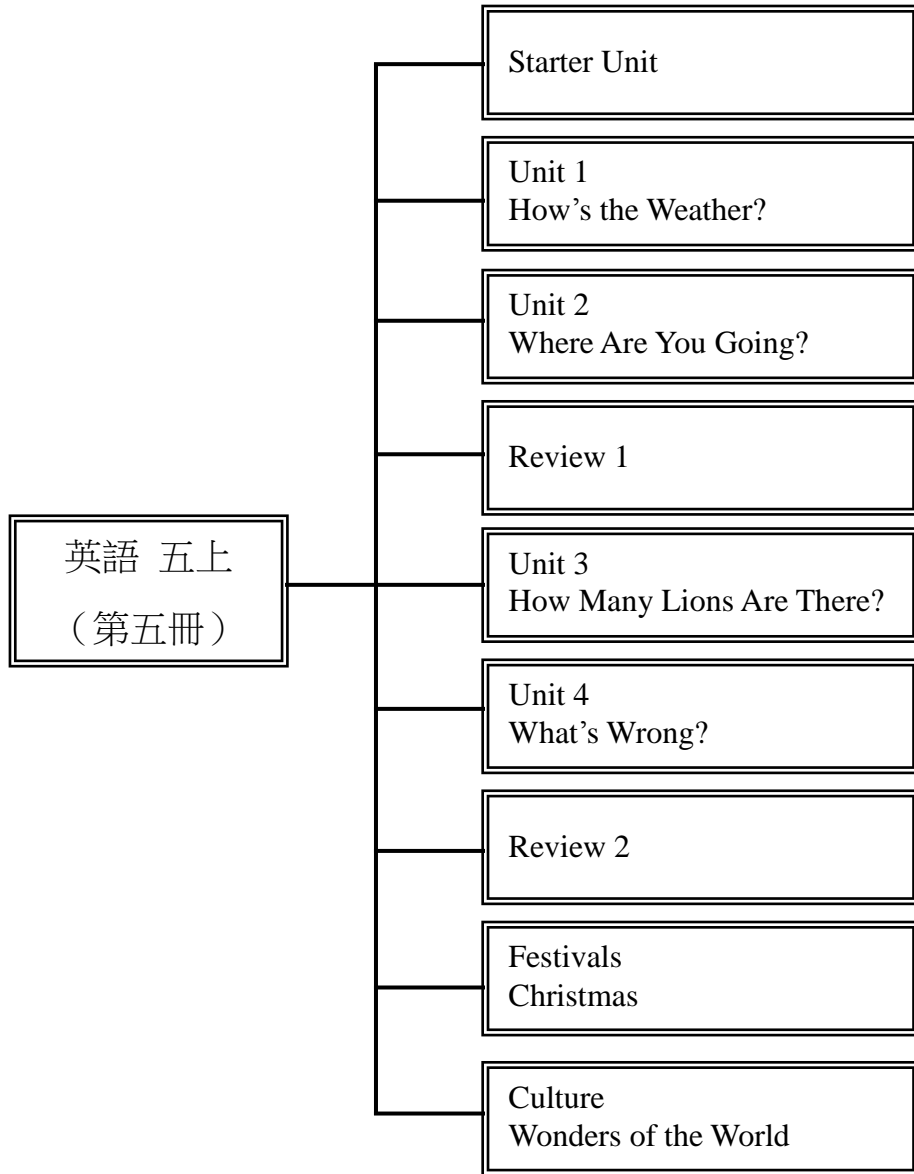 英語 五上
（第五冊）
Starter Unit
Unit 1
How’s the Weather?
Unit 2
Where Are You Going?
Review 1
Unit 3
How Many Lions Are There?
Unit 4
What’s Wrong?
Review 2
Festivals
Christmas
Culture
Wonders of the World